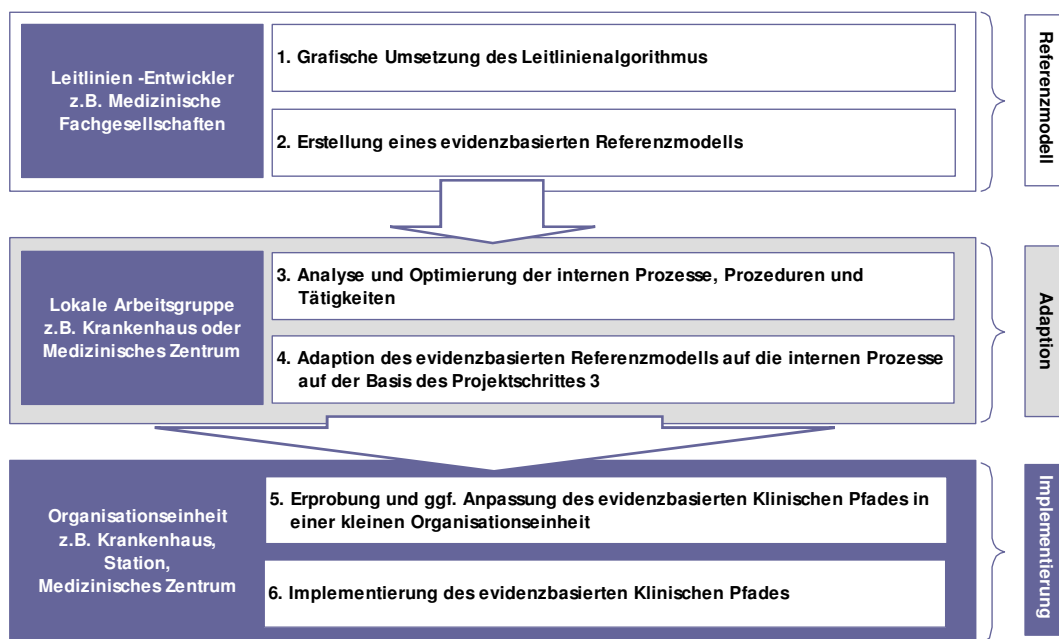 Leitlinien -Entwickler
z.B. Medizinische
Fachgesellschaften
1. Grafische Umsetzung des Leitlinienalgorithmus
2. Erstellung eines evidenzbasierten Referenzmodells
Referenzmodell
Lokale Arbeitsgruppe
z.B. Krankenhaus oder
Medizinisches Zentrum
3. Analyse und Optimierung der internen Prozesse, Prozeduren und
Tätigkeiten
4. Adaption des evidenzbasierten Referenzmodells auf die internen Prozesse
auf der Basis des Projektschrittes 3
Adaption
Organisationseinheit
z.B. Krankenhaus,
Station,
Medizinisches Zentrum
5. Erprobung und ggf. Anpassung des evidenzbasierten Klinischen Pfades in
einer kleinen Organisationseinheit
6. Implementierung des evidenzbasierten Klinischen Pfades
Implementierung